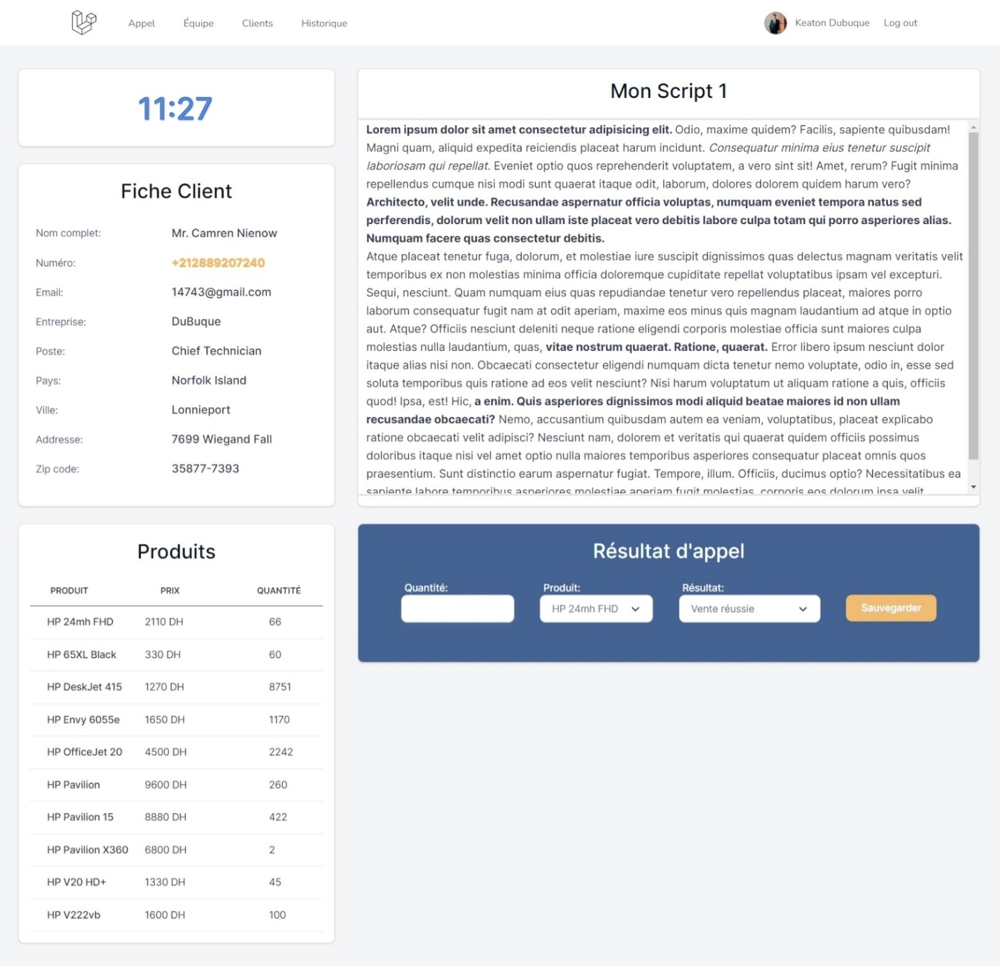 Appel Équipe Clients Historique Keaton Dubuque Log out
11:27
Fiche Client
Nom complet: Mr. Camren Nienow
Numéro: +212889207240
Email: 14743@gmail.com
Entreprise: DuBuque
Poste: Chief Technician
Pays: Norfolk Island
Ville: Lonnieport
Addresse: 7699 Wiegand Fall
Zip code: 35877-7393
Mon Script 1
Lorem ipsum dolor sit amet consectetur adipisicing elit. Odio, maxime quidem? Facilis, sapiente quibusdam!
Magni quam, aliquid expedita reiciendis placeat harum incidunt. Consequatur minima eius tenetur suscipit
laboriosam qui repellat. Eveniet optio quos reprehenderit voluptatem, a vero sint sit! Amet, rerum? Fugit minima
repellendus cumque nisi modi sunt quaerat itaque odit, laborum, dolores dolorem quidem harum vero?
Architecto, velit unde. Recusandae aspernatur officia voluptas, numquam eveniet tempora natus sed
perferendis, dolorum velit non ullam iste placeat vero debitis labore culpa totam qui porro asperiores alias.
Numquam facere quas consectetur debitis.
Atque placeat tenetur fuga, dolorum, et molestiae iure suscipit dignissimos quas delectus magnam veritatis velit
temporibus ex non molestias minima officia doloremque cupiditate repellat voluptatibus ipsam vel excepturi.
Sequi, nesciunt. Quam numquam eius quas repudiandae tenetur vero repellendus placeat, maiores porro
laborum consequatur fugit nam at odit aperiam, maxime eos minus quis magnam laudantium ad atque in optio
aut. Atque? Officiis nesciunt deleniti neque ratione eligendi corporis molestiae officia sunt maiores culpa
molestias nulla laudantium, quas, vitae nostrum quaerat. Ratione, quaerat. Error libero ipsum nesciunt dolor
itaque alias nisi non. Obcaecati consectetur eligendi numquam dicta tenetur nemo voluptate, odio in, esse sed
soluta temporibus quis ratione ad eos velit nesciunt? Nisi harum voluptatum ut aliquam ratione a quis, officiis
quod! Ipsa, est! Hic, a enim. Quis asperiores dignissimos modi aliquid beatae maiores id non ullam
recusandae obcaecati? Nemo, accusantium quibusdam autem ea veniam, voluptatibus, placeat explicabo
ratione obcaecati velit adipisci? Nesciunt nam, dolorem et veritatis qui quaerat quidem officiis possimus
doloribus itaque nisi vel amet optio nulla maiores temporibus asperiores consequatur placeat omnis quos
praesentium. Sunt distinctio earum aspernatur fugiat. Tempore, illum. Officiis, ducimus optio? Necessitatibus ea
sapiente labore temporibus asperiores molestiae aperiam fugit molestias, corporis eos dolorum ipsa velit
Produits
PRODUIT PRIX QUANTITÉ
HP 24mh FHD 2110 DH 66
HP 65XL Black 330 DH 60
HP DeskJet 415 1270 DH 8751
HP Envy 6055e 1650 DH 1170
HP OfficeJet 20 4500 DH 2242
HP Pavilion 9600 DH 260
HP Pavilion 15 8880 DH 422
HP Pavilion X360 6800 DH 2
HP V20 HD+ 1330 DH 45
HP V222vb 1600 DH 100
Résultat d'appel
Quantité: Produit: Résultat:
HP 24mh FHD Vente réussie Sauvegarder